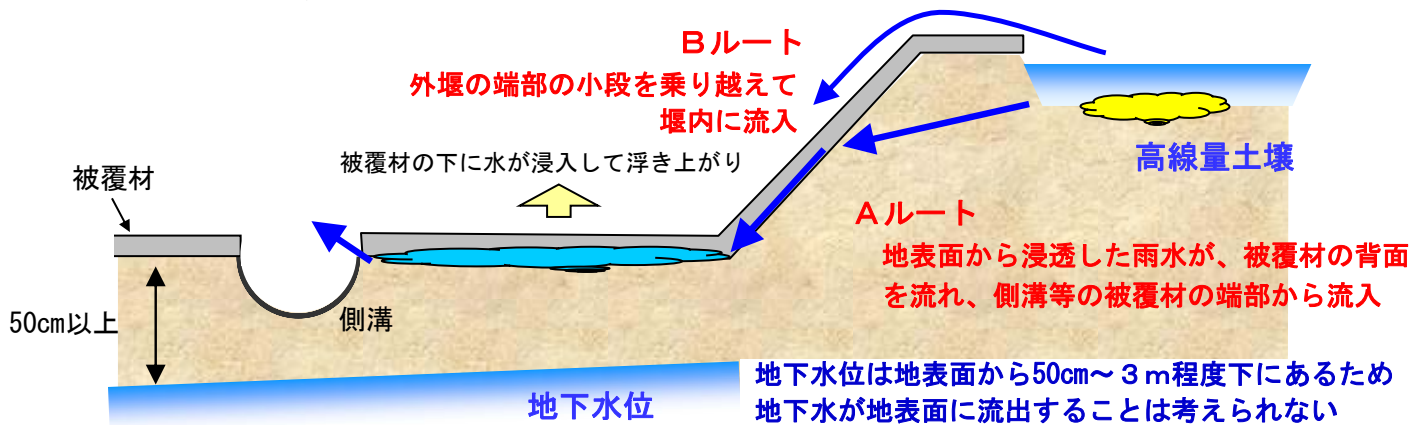 Ｂルート
外堰の端部の小段を乗り越えて
堰内に流入
被覆材の下に水が浸入して浮き上がり
被覆材
高線量土壌
Ａルート
地表面から浸透した雨水が、被覆材の背面
を流れ、側溝等の被覆材の端部から流入
50cm以上
側溝
地下水位
地下水位は地表面から50cm～３ｍ程度下にあるため
地下水が地表面に流出することは考えられない